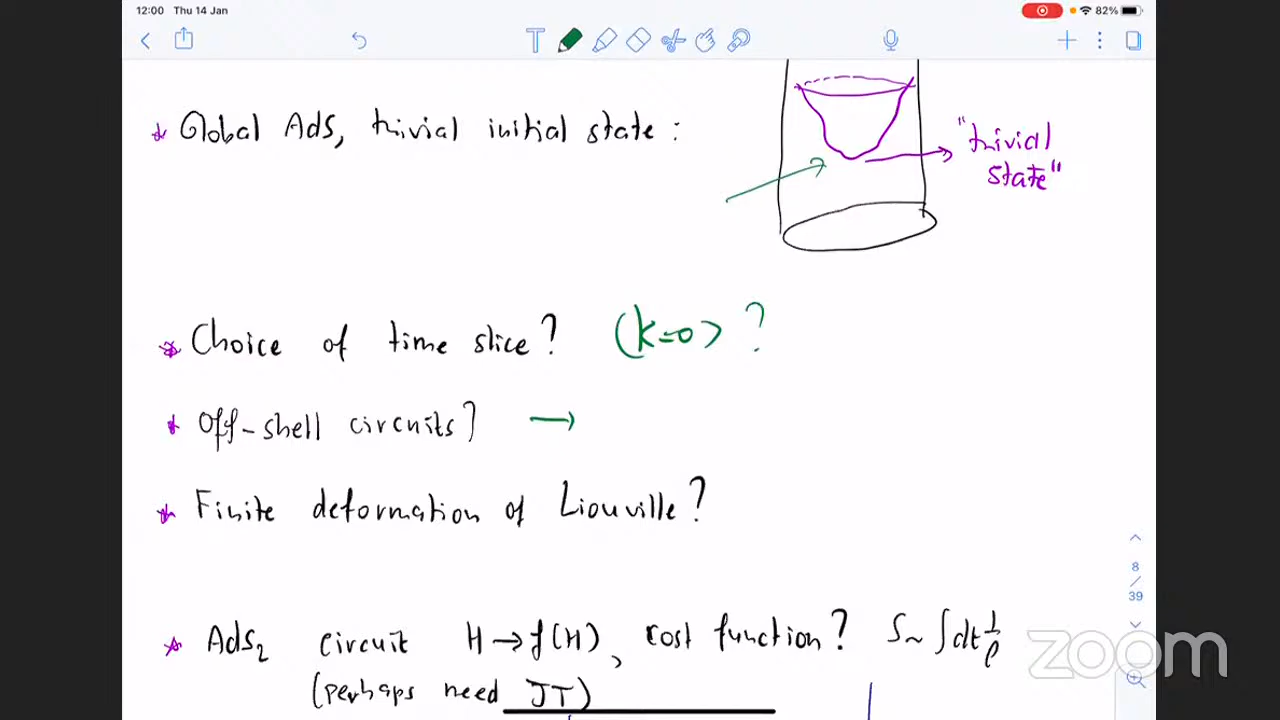 12:00 Thu 14 Jan
82%
* Global AdS, trivial initial state :
"trivial
state"
* Choice of time slice? (K=0) ?
* Off-shell circuits? →
* Finite deformation of Liouville?
8
/
39
* AdS₂ circuit H → f(H), cost function? S ~ ∫ dt 1/ρ
(perhaps need JT)
zoom